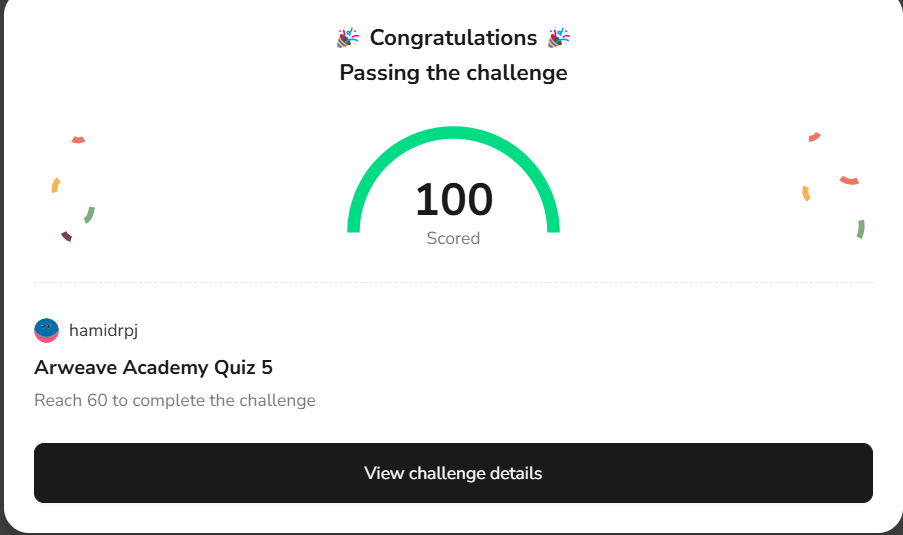 🎉 Congratulations 🎉
Passing the challenge
100
Scored
hamidrpj
Arweave Academy Quiz 5
Reach 60 to complete the challenge
View challenge details